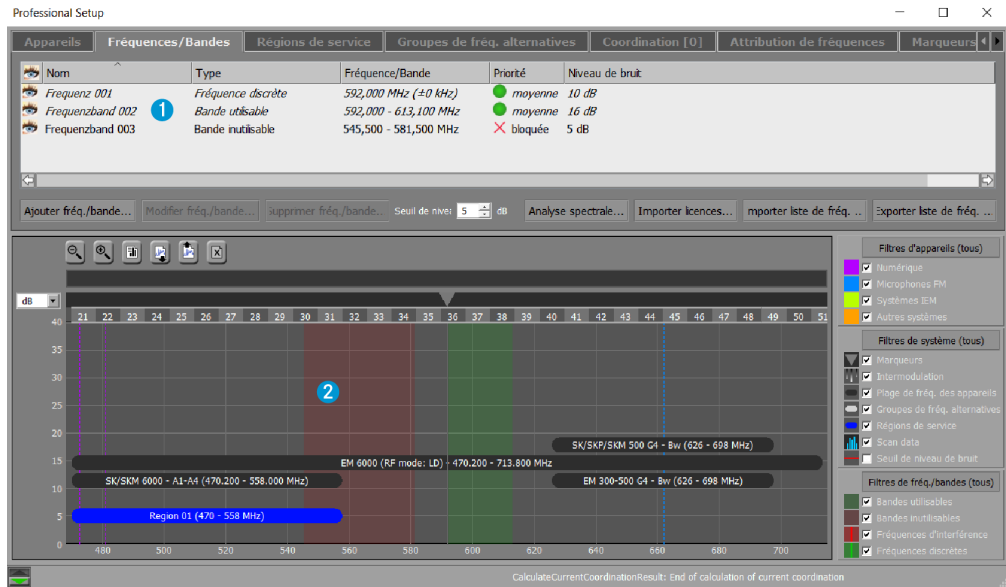 Professional Setup
Appareils Fréquences/Bandes Régions de service Groupes de fréq. alternatives Coordination [0] Attribution de fréquences Marqueurs
Nom Type Fréquence/Bande Priorité Niveau de bruit
Frequenz 001 Fréquence discrète 592,000 MHz (±0 kHz) moyenne 10 dB
Frequenzband 002 Bande utilisable 592,000 - 613,100 MHz moyenne 16 dB
1
Frequenzband 003 Bande inutilisable 545,500 - 581,500 MHz bloquée 5 dB
Ajouter fréq./bande... Modifier fréq./bande... Supprimer fréq./bande... Seuil de nivea 5 dB Analyse spectrale... Importer licences... mporter liste de fréq. .. Exporter liste de fréq. ...
dB
21 22 23 24 25 26 27 28 29 30 31 32 33 34 35 36 37 38 39 40 41 42 43 44 45 46 47 48 49 50 51
40
35
30
25
20
15
10
5
0
2
SK/SKP/SKM 500 G4 - Bw (626 - 698 MHz)
EM 6000 (RF mode: LD) - 470.200 - 713.800 MHz
SK/SKM 6000 - A1-A4 (470.200 - 558.000 MHz)
EM 300-500 G4 - Bw (626 - 698 MHz)
Region 01 (470 - 558 MHz)
480 500 520 540 560 580 600 620 640 660 680 700
Filtres d'appareils (tous)
Numérique
Microphones FM
Systèmes IEM
Autres systèmes
Filtres de système (tous)
Marqueurs
Intermodulation
Plage de fréq. des appareils
Groupes de fréq. alternatives
Régions de service
Scan data
Seuil de niveau de bruit
Filtres de fréq./bandes (tous)
Bandes utilisables
Bandes inutilisables
Fréquences d'interférence
Fréquences discrètes
CalculateCurrentCoordinationResult: End of calculation of current coordination